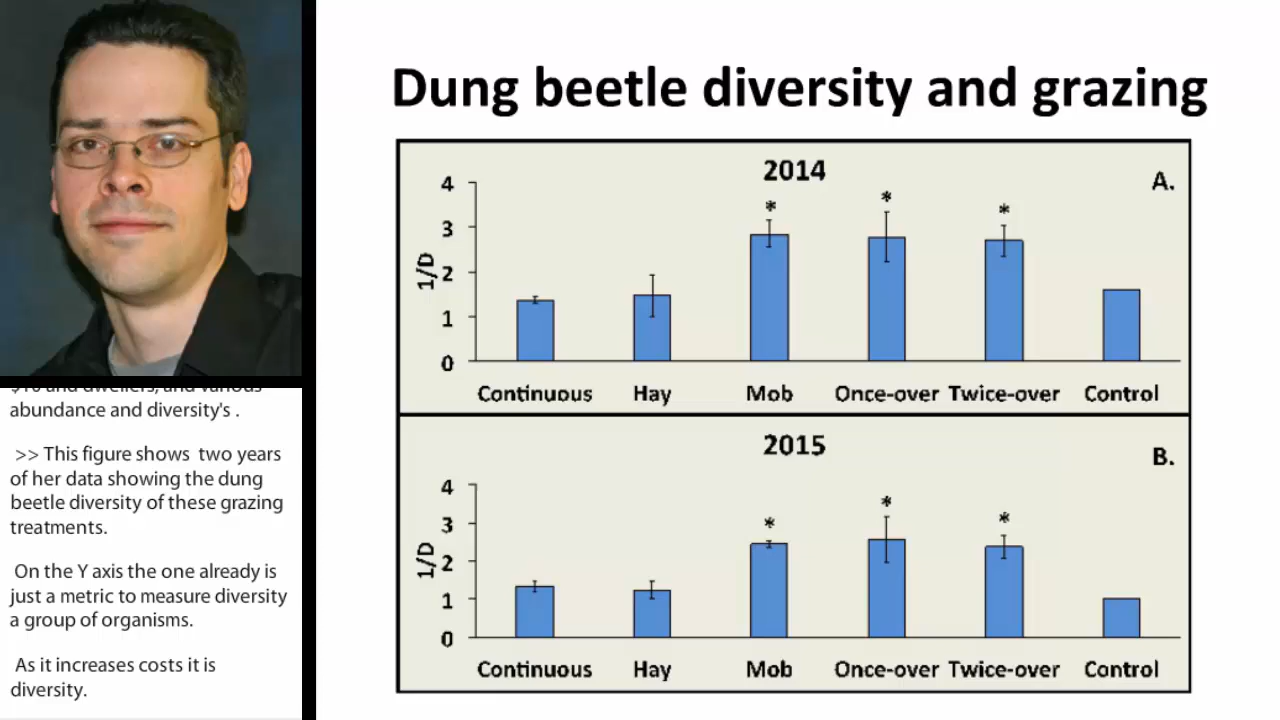 Dung beetle diversity and grazing
2014
A.
4
3
2
1
0
1/D
*
*
*
Continuous Hay Mob Once-over Twice-over Control
2015
B.
4
3
2
1
0
1/D
*
*
*
Continuous Hay Mob Once-over Twice-over Control
and dwellers, and various
abundance and diversity's .
>> This figure shows two years
of her data showing the dung
beetle diversity of these grazing
treatments.
On the Y axis the one already is
just a metric to measure diversity
a group of organisms.
As it increases costs it is
diversity.